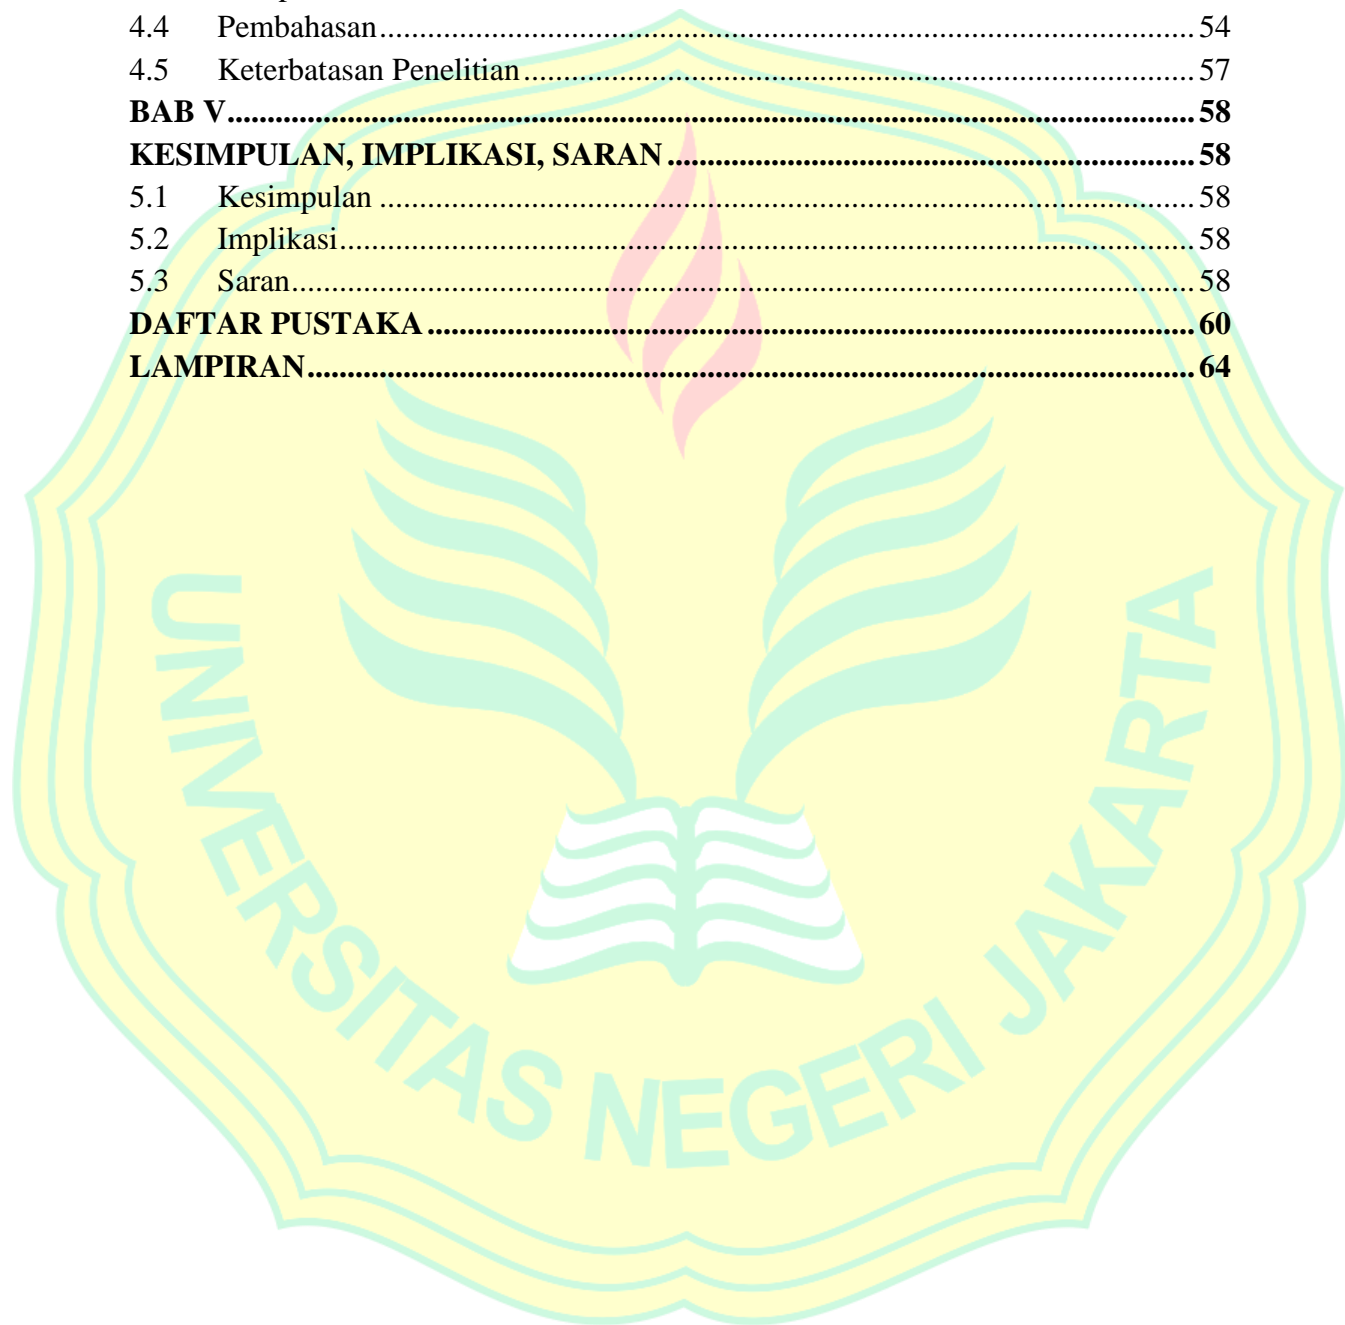 4.4 Pembahasan........................................................................................................ 54
4.5 Keterbatasan Penelitian...................................................................................... 57
BAB V......................................................................................................................... 58
KESIMPULAN, IMPLIKASI, SARAN .................................................................. 58
5.1 Kesimpulan ........................................................................................................ 58
5.2 Implikasi............................................................................................................. 58
5.3 Saran................................................................................................................... 58
DAFTAR PUSTAKA ................................................................................................ 60
LAMPIRAN............................................................................................................... 64
UNIVERSITAS NEGERI JAKARTA